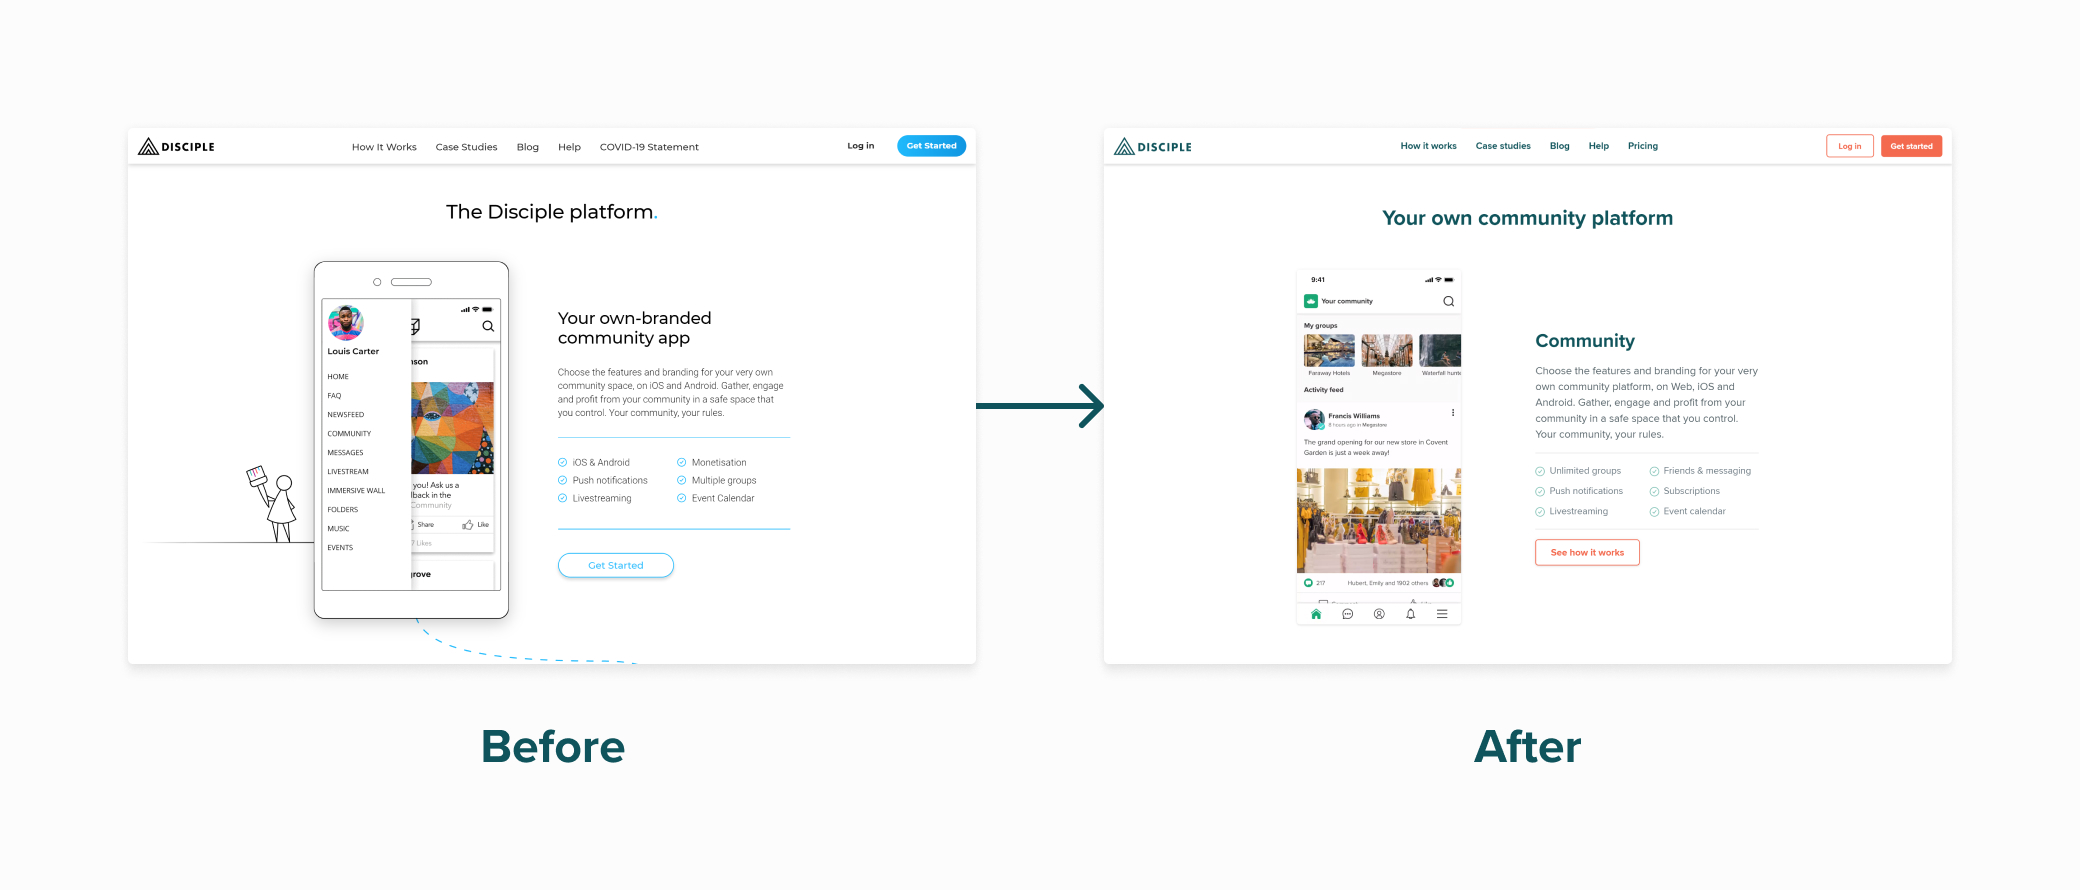 DISCIPLE
How It Works
Case Studies
Blog
Help
COVID-19 Statement
Log in
Get Started
The Disciple platform.
Louis Carter
HOME
FAQ
NEWSFEED
COMMUNITY
MESSAGES
LIVESTREAM
IMMERSIVE WALL
FOLDERS
MUSIC
EVENTS
nson
you! Ask us a
lback in the
Community
Share
Like
7 Likes
grove
Your own-branded
community app
Choose the features and branding for your very own
community space, on iOS and Android. Gather, engage
and profit from your community in a safe space that
you control. Your community, your rules.
iOS & Android
Monetisation
Push notifications
Multiple groups
Livestreaming
Event Calendar
Get Started
Before
DISCIPLE
How it works
Case studies
Blog
Help
Pricing
Log in
Get started
Your own community platform
9:41
Your community
My groups
Faraway Hotels
Megastore
Waterfall hunte
Activity feed
Francis Williams
8 hours ago in Megastore
The grand opening for our new store in Covent
Garden is just a week away!
217
Hubert, Emily and 1902 others
Community
Choose the features and branding for your very
own community platform, on Web, iOS and
Android. Gather, engage and profit from your
community in a safe space that you control.
Your community, your rules.
Unlimited groups
Friends & messaging
Push notifications
Subscriptions
Livestreaming
Event calendar
See how it works
After